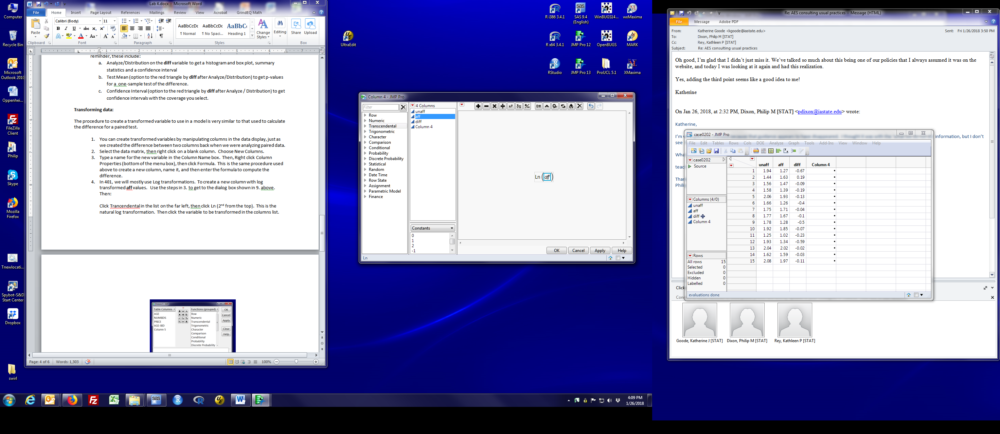 Computer
Recycle Bin
Microsoft
Outlook 2010
Oppenhei...
FileZilla
Client
Philip
Skype
Mozilla
Firefox
Tnewlocati...
Spybot-S&D
Start Center
Dropbox
swirl
Lab 4.docx - Microsoft Word
File Home Insert Page Layout References Mailings Review View Acrobat GrindEQ Math
Calibri (Body) 11
Paste
AaBbCcDc AaBbCcDc AaBbC
¶ Normal ¶ No Spaci... Heading 1
Change
Styles
Editing
Share Upload
Clipboard Font Paragraph Styles Box
reminder, these include:
a. Analyze/Distribution on the diff variable to get a histogram and box plot, summary
statistics and a confidence interval
b. Test Mean (option to the red triangle by diff after Analyze/Distribution) to get p-values
for a one-sample test of the difference.
c. Confidence Interval (option to the red triangle by diff after Analyze / Distribution) to get
confidence intervals with the coverage you select.
Transforming data:
The procedure to create a transformed variable to use in a model is very similar to that used to calculate
the difference for a paired test.
1. You can create transformed variables by manipulating columns in the data display, just as
we created the difference between two columns back when we were analyzing paired data.
2. Select the data matrix, then right click on a blank column. Choose New Columns.
3. Type a name for the new variable in the Column Name box. Then, Right click Column
Properties (bottom of the menu box), then click Formula. This is the same procedure used
above to create a new column, name it, and then enter the formula to compute the
difference.
4. In 401, we will mostly use Log transformations. To create a new column with log
transformed aff values. Use the steps in 3. to get to the dialog box shown in 9. above.
Then:
Click Trancendental in the list on the far left, then click Ln (2nd from the top). This is the
natural log transformation. Then click the variable to be transformed in the columns list.
Column 5 - JMP
Table Columns Functions (grouped) OK
AGE Row
NUMBIDS Numeric Cancel
PRICE Transcendental Apply
AGE-BID Trigonometric
Column 5 Character Clear
Comparison Help
Conditional
Probability
Discrete Probability
Page: 4 of 6 Words: 1,303 100%
UltraEdit
R i386 3.4.1 SAS 9.4
(English) WinBUGS14... wxMaxima
R x64 3.4.1 JMP Pro 12 OpenBUGS MARK
RStudio JMP Pro 13 ProUCL 5.1 XMaxima
Column 4 - JMP Pro
Filter
Row
Numeric
Transcendental
Trigonometric
Character
Comparison
Conditional
Probability
Discrete Probability
Statistical
Random
Date Time
Row State
Assignment
Parametric Model
Finance
4 Columns
unaff
aff
diff
Column 4
Constants
0
1
2
-1
t=
Ln (aff)
OK Cancel Apply Help
Ln
4:09 PM
1/26/2018
Re: AES consulting usual practices - Message (HTML)
File Message Adobe PDF
From: Katherine Goode <kgoode@iastate.edu> Sent: Fri 1/26/2018 3:50 PM
To: Dixon, Philip M [STAT]
Cc: Rey, Kathleen P [STAT]
Subject: Re: AES consulting usual practices
Oh good, I'm glad that I didn't just miss it. We've talked so much about this being one of our policies that I always assumed it was on the
website, and today I was looking at it again and had this realization.
Yes, adding the third point seems like a good idea to me!
Katherine
On Jan 26, 2018, at 2:32 PM, Dixon, Philip M [STAT] <pdixon@iastate.edu> wrote:
Katherine,
information, but I don't
see
case0202 - JMP Pro
File Edit Tables Rows Cols DOE Analyze Graph Tools Add-Ins View Window Help
case0202
Source
Columns (4/0)
unaff
aff
diff
Column 4
Rows
All rows 15
Selected 0
Excluded 0
Hidden 0
Labelled 0
unaff aff diff Column 4
1 1.94 1.27 -0.67 •
2 1.44 1.63 0.19 •
3 1.56 1.47 -0.09 •
4 1.58 1.39 -0.19 •
5 2.06 1.93 -0.13 •
6 1.66 1.26 -0.4 •
7 1.75 1.71 -0.04 •
8 1.77 1.67 -0.1 •
9 1.78 1.28 -0.5 •
10 1.92 1.85 -0.07 •
11 1.25 1.02 -0.23 •
12 1.93 1.34 -0.59 •
13 2.04 2.02 -0.02 •
14 1.62 1.59 -0.03 •
15 2.08 1.97 -0.11 •
evaluations done
Goode, Katherine J [STAT] Dixon, Philip M [STAT] Rey, Kathleen P [STAT]